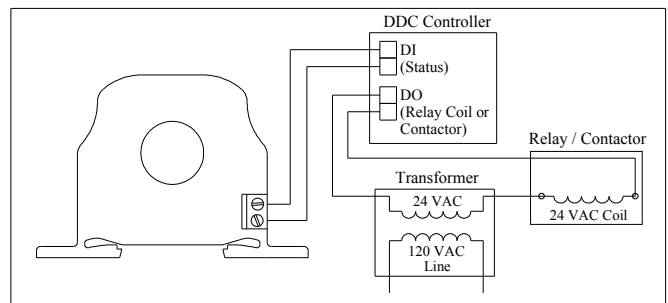 DDC Controller
DI
(Status)
DO
(Relay Coil or
Contactor)
Relay / Contactor
24 VAC Coil
Transformer
24 VAC
120 VAC
Line